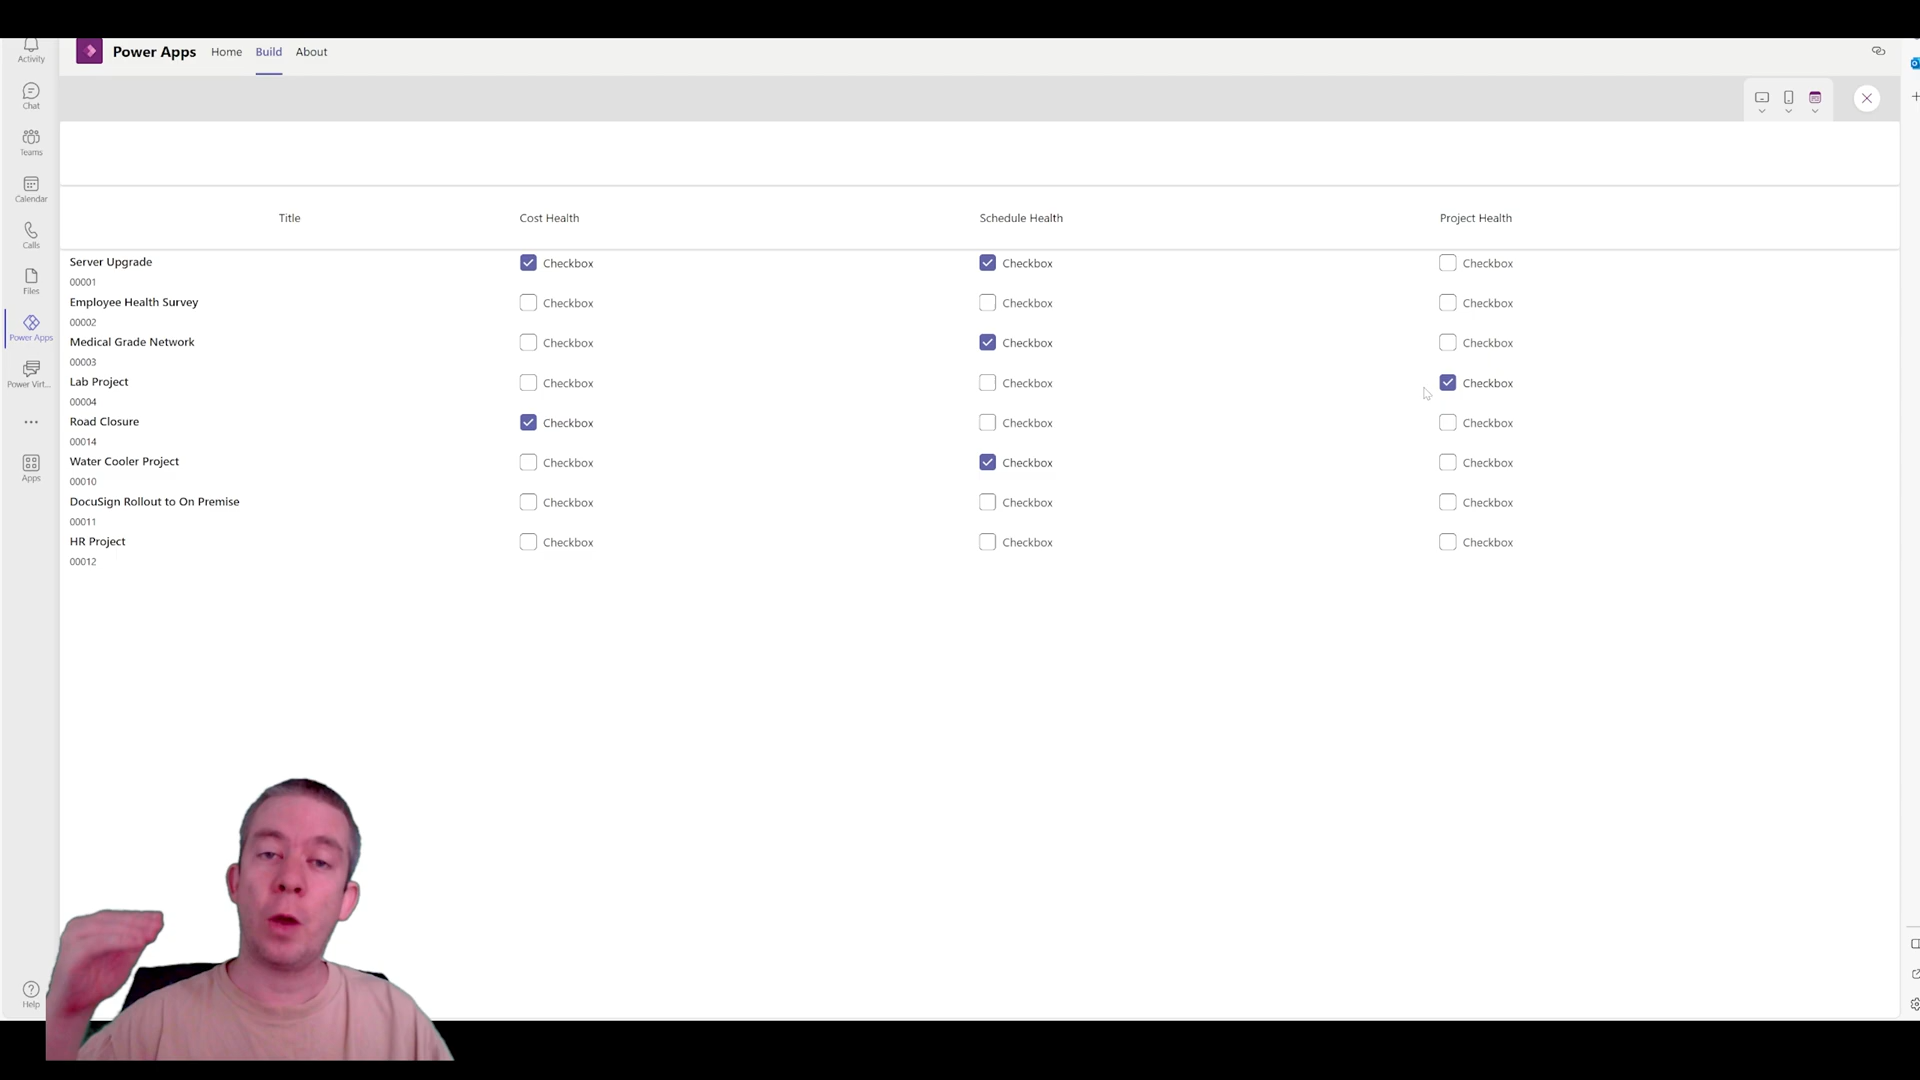 Power Apps Home Build About
Activity
Chat
Teams
Calendar
Calls
Files
Power Apps
Power Virt...
Apps
Help
Title Cost Health Schedule Health Project Health
Server Upgrade Checkbox Checkbox Checkbox
00001
Employee Health Survey Checkbox Checkbox Checkbox
00002
Medical Grade Network Checkbox Checkbox Checkbox
00003
Lab Project Checkbox Checkbox Checkbox
00004
Road Closure Checkbox Checkbox Checkbox
00014
Water Cooler Project Checkbox Checkbox Checkbox
00010
DocuSign Rollout to On Premise Checkbox Checkbox Checkbox
00011
HR Project Checkbox Checkbox Checkbox
00012